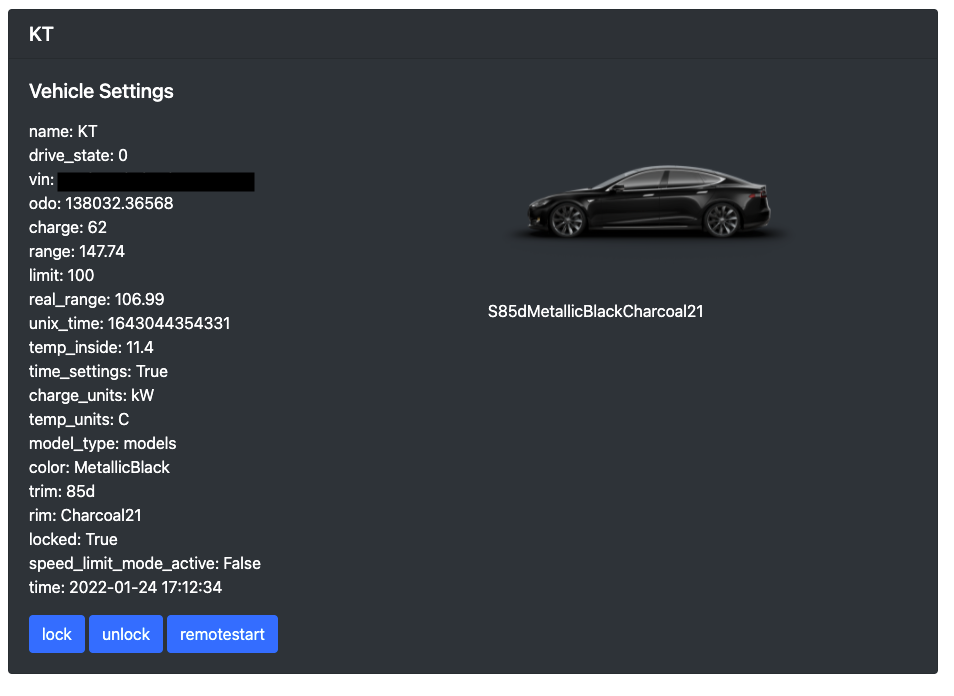 KT
Vehicle Settings
name: KT
drive_state: 0
vin:
odo: 138032.36568
charge: 62
range: 147.74
limit: 100
real_range: 106.99
unix_time: 1643044354331
temp_inside: 11.4
time_settings: True
charge_units: kW
temp_units: C
model_type: models
color: MetallicBlack
trim: 85d
rim: Charcoal21
locked: True
speed_limit_mode_active: False
time: 2022-01-24 17:12:34
lock unlock remotestart
S85dMetallicBlackCharcoal21